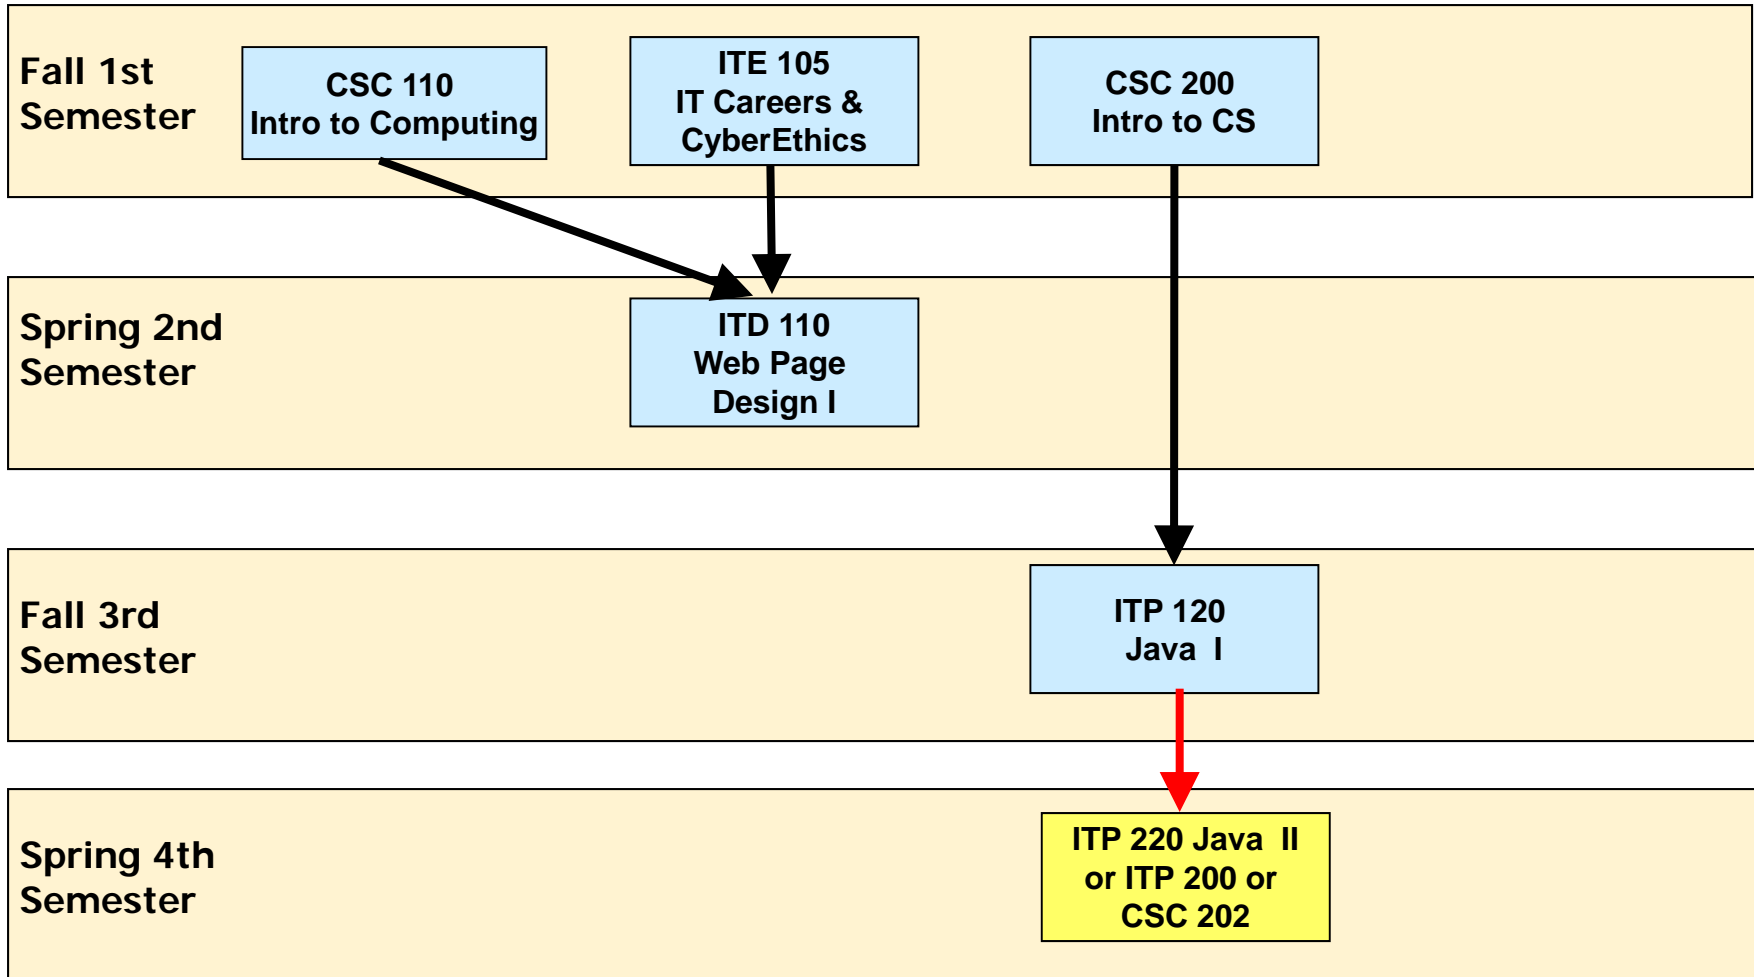 Fall 1st
Semester
CSC 110
Intro to Computing
ITE 105
IT Careers &
CyberEthics
CSC 200
Intro to CS
Spring 2nd
Semester
ITD 110
Web Page
Design I
Fall 3rd
Semester
ITP 120
Java I
Spring 4th
Semester
ITP 220 Java II
or ITP 200 or
CSC 202